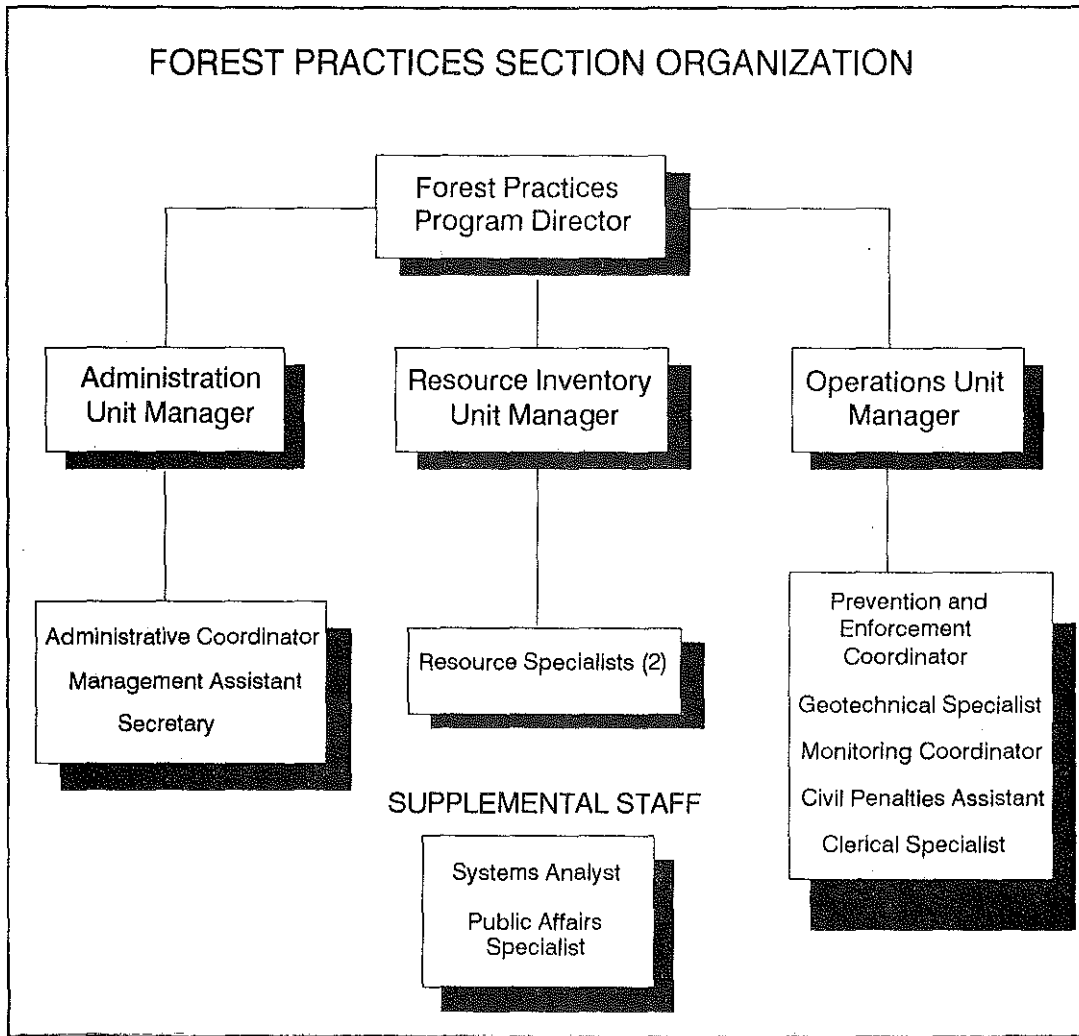 FOREST PRACTICES SECTION ORGANIZATION
Forest Practices
Program Director
Administration
Unit Manager
Resource Inventory
Unit Manager
Operations Unit
Manager
Administrative Coordinator
Management Assistant
Secretary
Resource Specialists (2)
Prevention and
Enforcement
Coordinator
Geotechnical Specialist
Monitoring Coordinator
Civil Penalties Assistant
Clerical Specialist
SUPPLEMENTAL STAFF
Systems Analyst
Public Affairs
Specialist